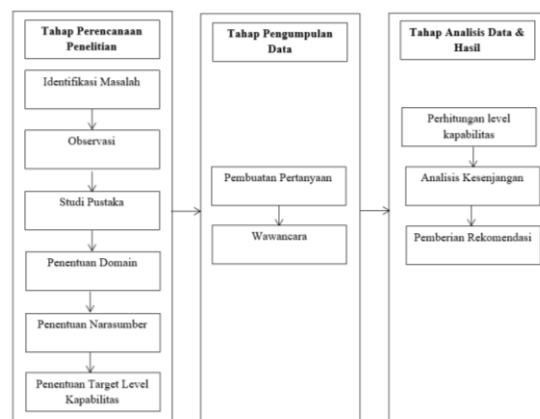 Tahap Perencanaan
Penelitian
Identifikasi Masalah
Observasi
Studi Pustaka
Penentuan Domain
Penentuan Narasumber
Penentuan Target Level
Kapabilitas
Tahap Pengumpulan
Data
Pembuatan Pertanyaan
Wawancara
Tahap Analisis Data &
Hasil
Perhitungan level
kapabilitas
Analisis Kesenjangan
Pemberian Rekomendasi